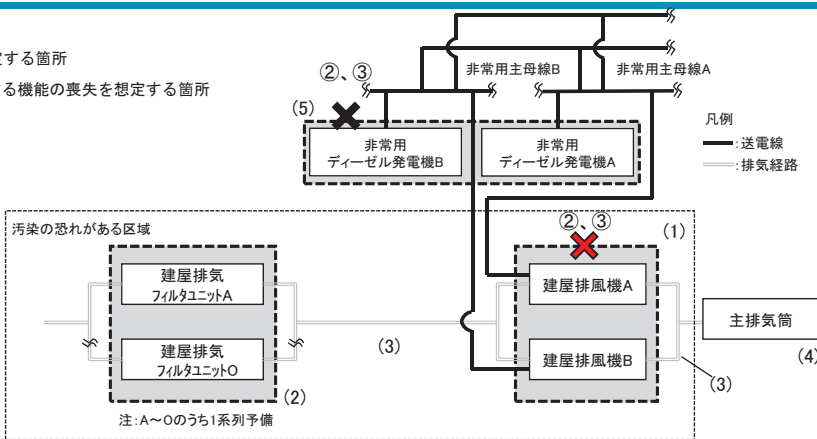 定する箇所
する機能の喪失を想定する箇所
②、③
非常用主母線B
非常用主母線A
(5)
非常用
ディーゼル発電機B
非常用
ディーゼル発電機A
凡例
:送電線
:排気経路
汚染の恐れがある区域
②、③
(1)
建屋排気
フィルタユニットA
建屋排風機A
主排気筒
(3)
(4)
建屋排気
フィルタユニットO
建屋排風機B
(3)
(2)
注:A~Oのうち1系列予備